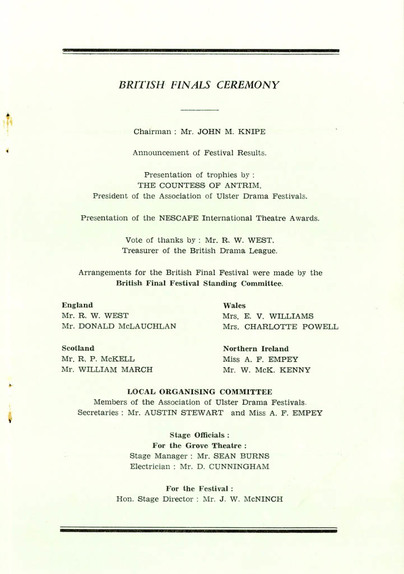 BRITISH FINALS CEREMONY
Chairman : Mr. JOHN M. KNIPE
Announcement of Festival Results.
Presentation of trophies by :
THE COUNTESS OF ANTRIM,
President of the Association of Ulster Drama Festivals.
Presentation of the NESCAFE International Theatre Awards.
Vote of thanks by : Mr. R. W. WEST.
Treasurer of the British Drama League.
Arrangements for the British Final Festival were made by the
British Final Festival Standing Committee.
England
Mr. R. W. WEST
Mr. DONALD McLAUCHLAN
Wales
Mrs. E. V. WILLIAMS
Mrs. CHARLOTTE POWELL
Scotland
Mr. R. P. McKELL
Mr. WILLIAM MARCH
Northern Ireland
Miss A. F. EMPEY
Mr. W. McK. KENNY
LOCAL ORGANISING COMMITTEE
Members of the Association of Ulster Drama Festivals.
Secretaries : Mr. AUSTIN STEWART and Miss A. F. EMPEY
Stage Officials :
For the Grove Theatre :
Stage Manager : Mr. SEAN BURNS
Electrician : Mr. D. CUNNINGHAM
For the Festival :
Hon. Stage Director : Mr. J. W. McNINCH